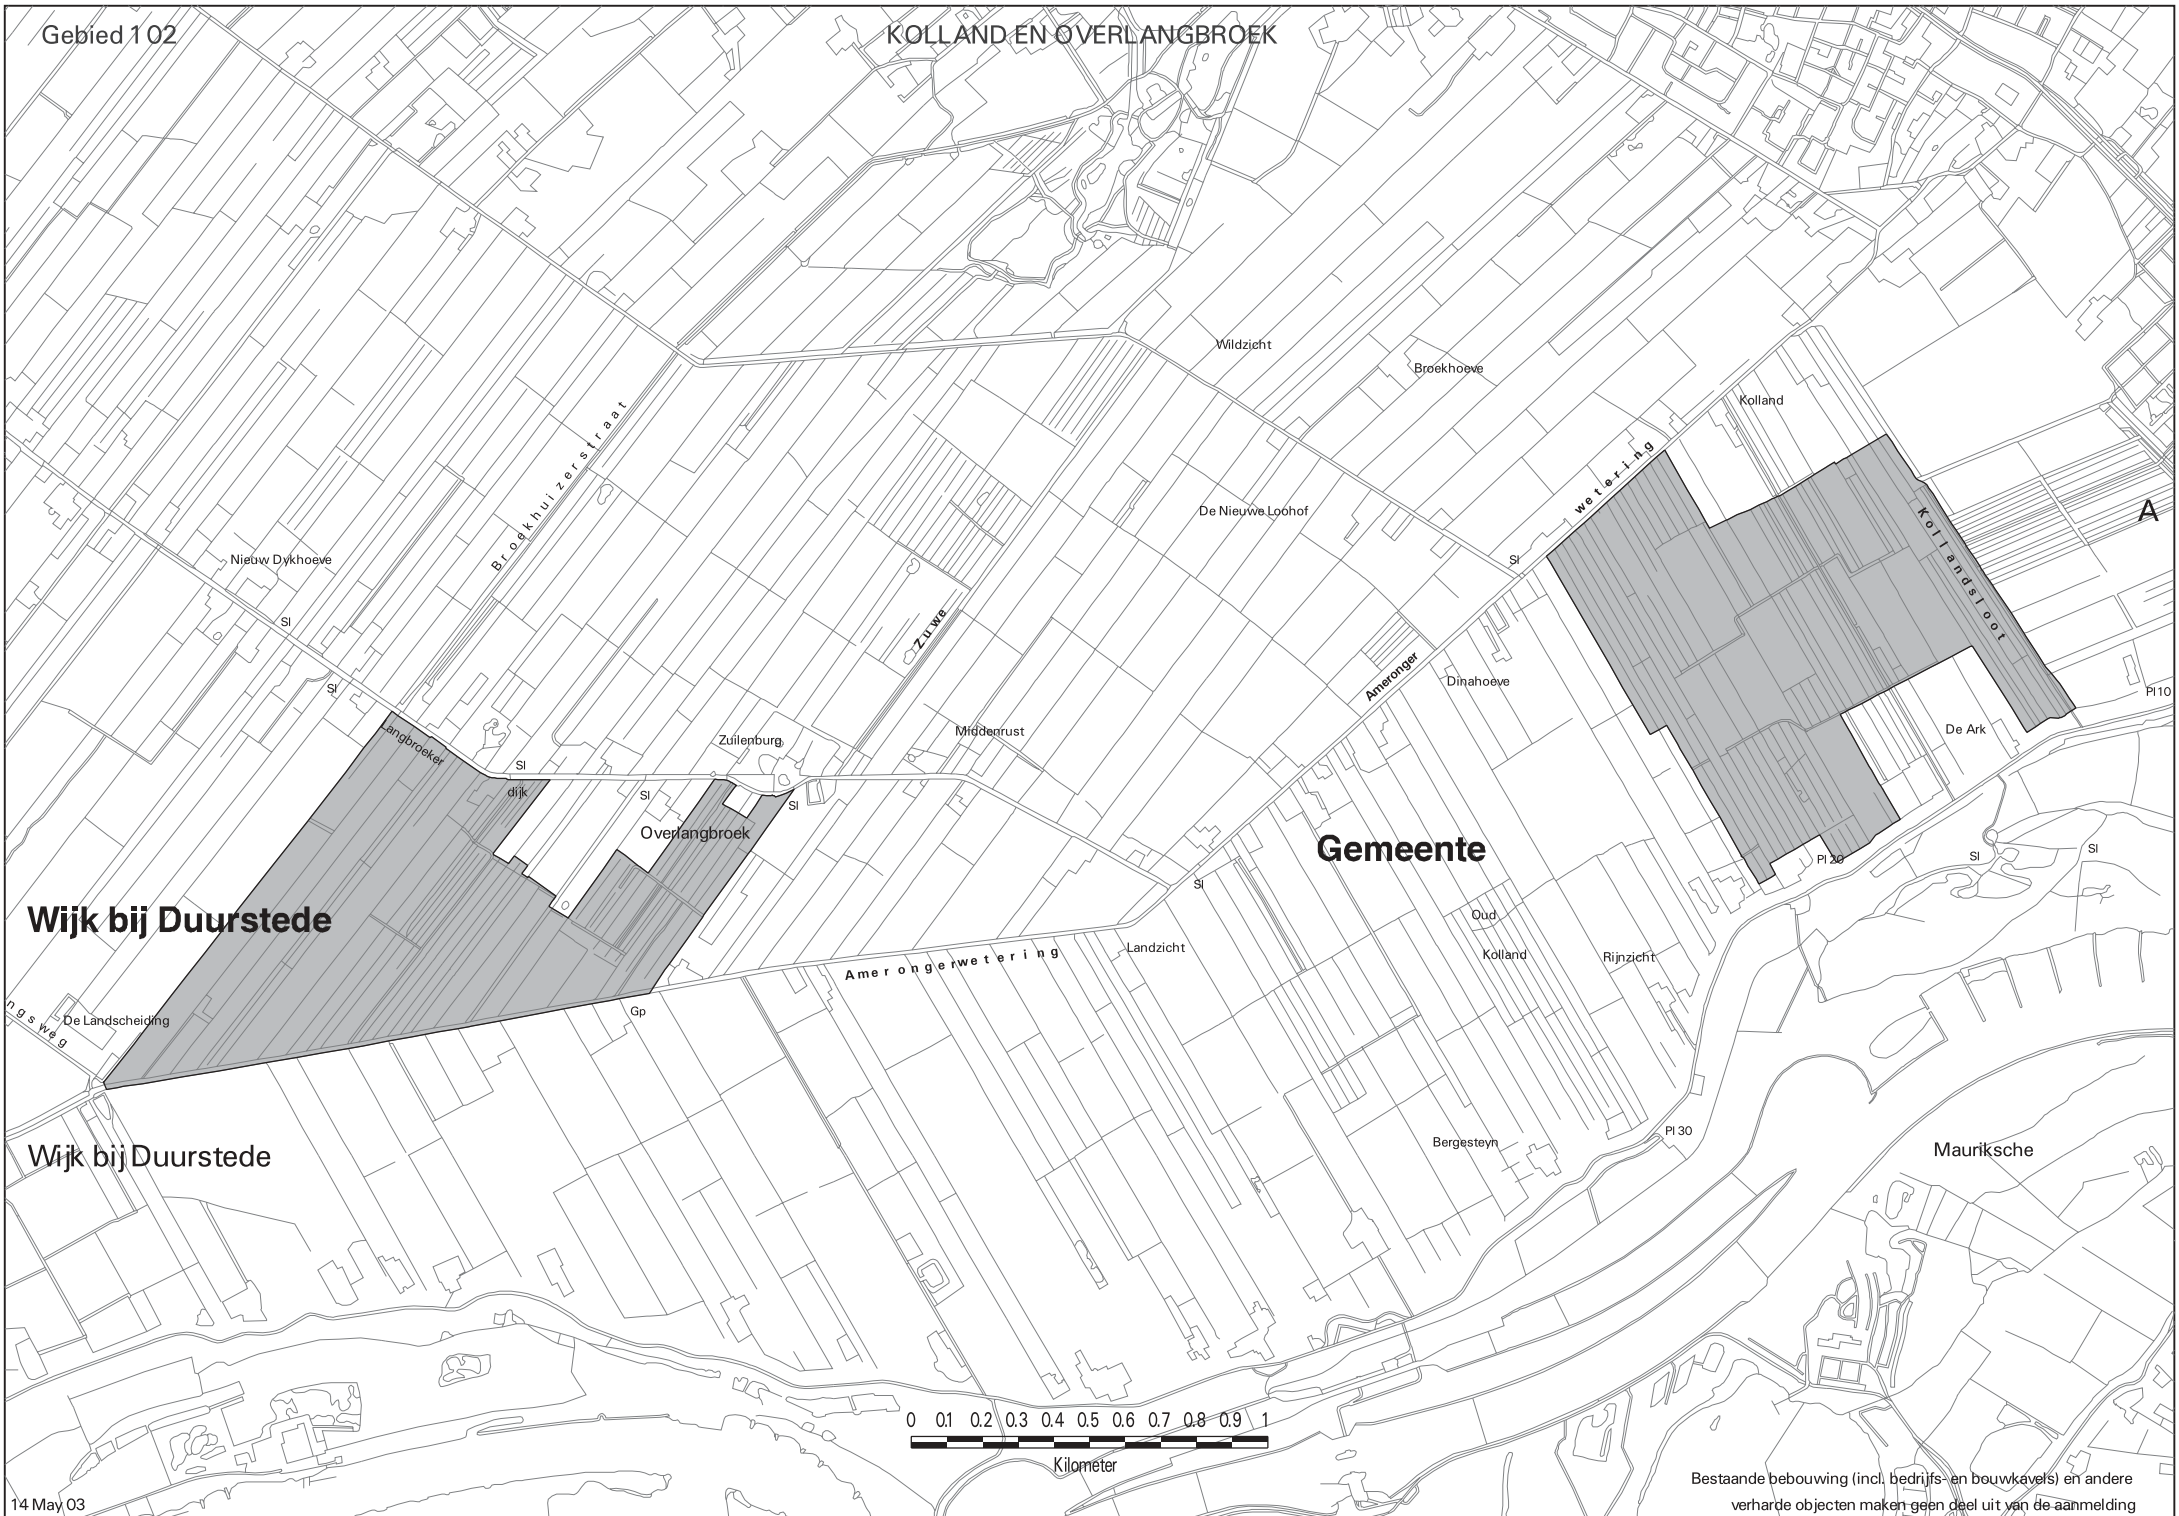 Gebied 102
KOLLAND EN OVERLANGBROEK
Wildzicht
Broekhoeve
Kolland
Broekhuizerstraat
wetering
De Nieuwe Loohof
A
Kollandsloot
Nieuw Dykhoeve
Sl
Sl
Zuwe
Sl
Ameronger
Dinahoeve
Pl 10
Langbroeker
Zuilenburg
Middenrust
De Ark
Sl
dijk
Sl
Sl
Overlangbroek
Gemeente
Pl 20
Sl
Sl
Sl
Wijk bij Duurstede
Oud
Kolland
Rijnzicht
Landzicht
Amerongerwetering
ngsweg
De Landscheiding
Gp
Pl 30
Bergesteyn
Wijk bij Duurstede
Mauriksche
0 0.1 0.2 0.3 0.4 0.5 0.6 0.7 0.8 0.9 1
Kilometer
Bestaande bebouwing (incl. bedrijfs- en bouwkavels) en andere
verharde objecten maken geen deel uit van de aanmelding
14 May 03